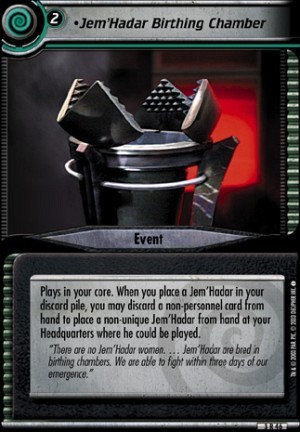 2
•Jem'Hadar Birthing Chamber
Event
Plays in your core. When you place a Jem'Hadar in your
discard pile, you may discard a non-personnel card from
hand to place a non-unique Jem'Hadar from hand at your
Headquarters where he could be played.
"There are no Jem'Hadar women. … Jem'Hadar are bred in
birthing chambers. We are able to fight within three days of our
emergence."
3 R 46